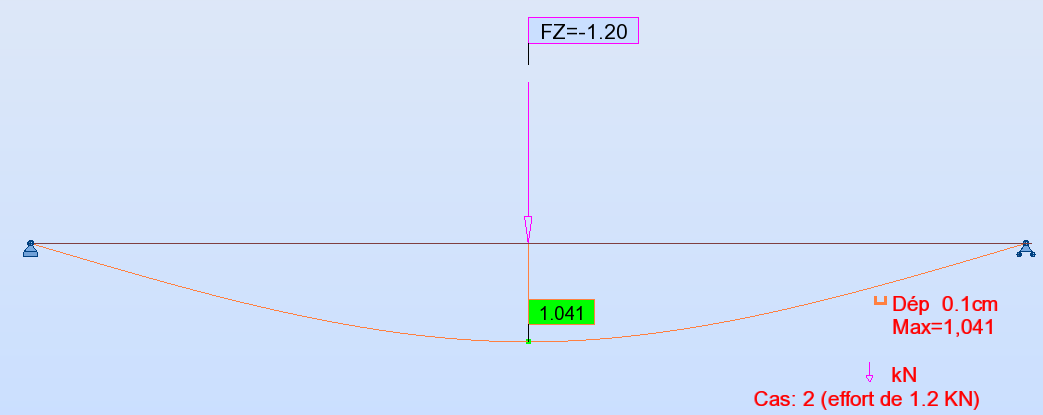 FZ=-1.20
1.041
Dép 0.1cm
Max=1,041
kN
Cas: 2 (effort de 1.2 KN)